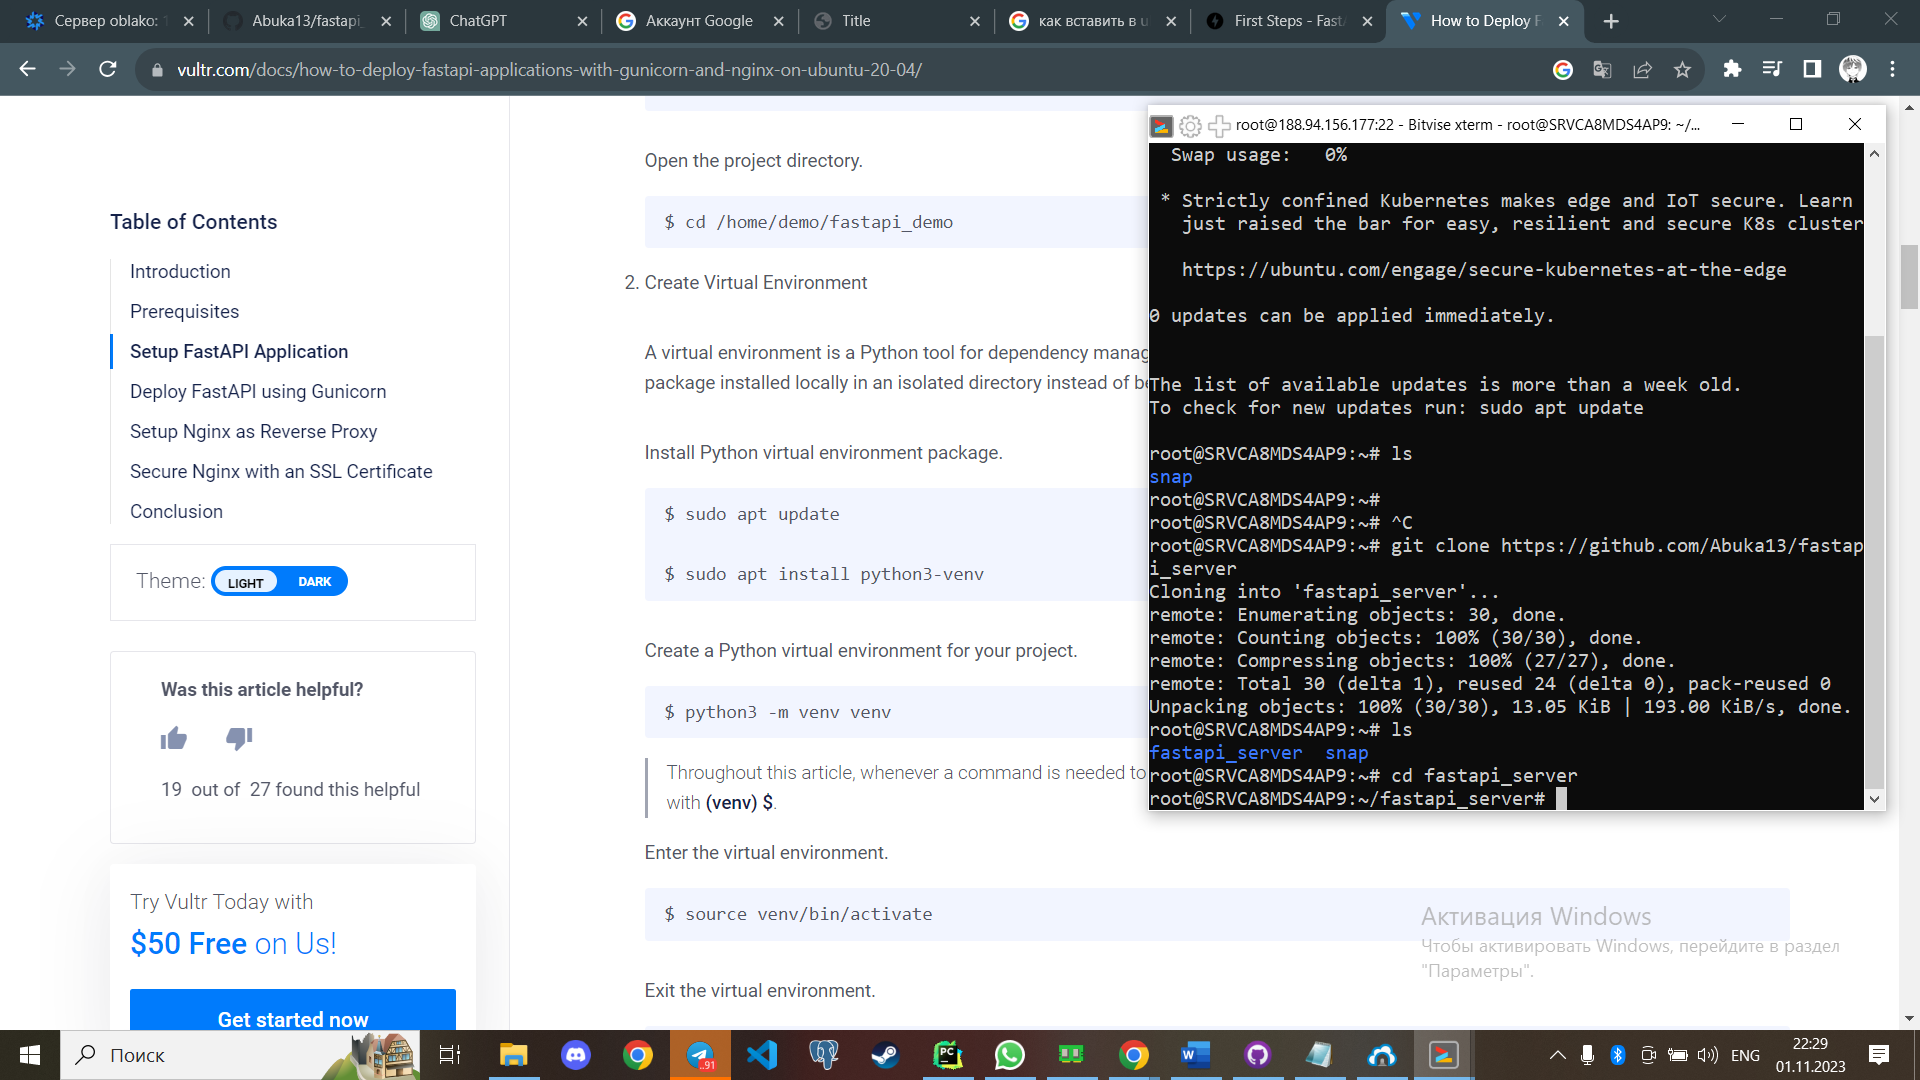 Сервер oblako:
Abuka13/fastapi_
ChatGPT
Аккаунт Google
Title
как вставить в u
First Steps - Fast
How to Deploy F
vultr.com/docs/how-to-deploy-fastapi-applications-with-gunicorn-and-nginx-on-ubuntu-20-04/
Table of Contents
Introduction
Prerequisites
Setup FastAPI Application
Deploy FastAPI using Gunicorn
Setup Nginx as Reverse Proxy
Secure Nginx with an SSL Certificate
Conclusion
Theme: LIGHT DARK
Was this article helpful?
19 out of 27 found this helpful
Try Vultr Today with
$50 Free on Us!
Get started now
Open the project directory.
$ cd /home/demo/fastapi_demo
2. Create Virtual Environment
A virtual environment is a Python tool for dependency manag
package installed locally in an isolated directory instead of be
Install Python virtual environment package.
$ sudo apt update
$ sudo apt install python3-venv
Create a Python virtual environment for your project.
$ python3 -m venv venv
Throughout this article, whenever a command is needed to
with (venv) $.
Enter the virtual environment.
$ source venv/bin/activate
Exit the virtual environment.
root@188.94.156.177:22 - Bitvise xterm - root@SRVCA8MDS4AP9: ~/...
Swap usage: 0%
* Strictly confined Kubernetes makes edge and IoT secure. Learn
just raised the bar for easy, resilient and secure K8s cluster
https://ubuntu.com/engage/secure-kubernetes-at-the-edge
0 updates can be applied immediately.
The list of available updates is more than a week old.
To check for new updates run: sudo apt update
root@SRVCA8MDS4AP9:~# ls
snap
root@SRVCA8MDS4AP9:~#
root@SRVCA8MDS4AP9:~# ^C
root@SRVCA8MDS4AP9:~# git clone https://github.com/Abuka13/fastap
i_server
Cloning into 'fastapi_server'...
remote: Enumerating objects: 30, done.
remote: Counting objects: 100% (30/30), done.
remote: Compressing objects: 100% (27/27), done.
remote: Total 30 (delta 1), reused 24 (delta 0), pack-reused 0
Unpacking objects: 100% (30/30), 13.05 KiB | 193.00 KiB/s, done.
root@SRVCA8MDS4AP9:~# ls
fastapi_server snap
root@SRVCA8MDS4AP9:~# cd fastapi_server
root@SRVCA8MDS4AP9:~/fastapi_server#
Активация Windows
Чтобы активировать Windows, перейдите в раздел
"Параметры".
Поиск
PC
..91
W
ENG
22:29
01.11.2023